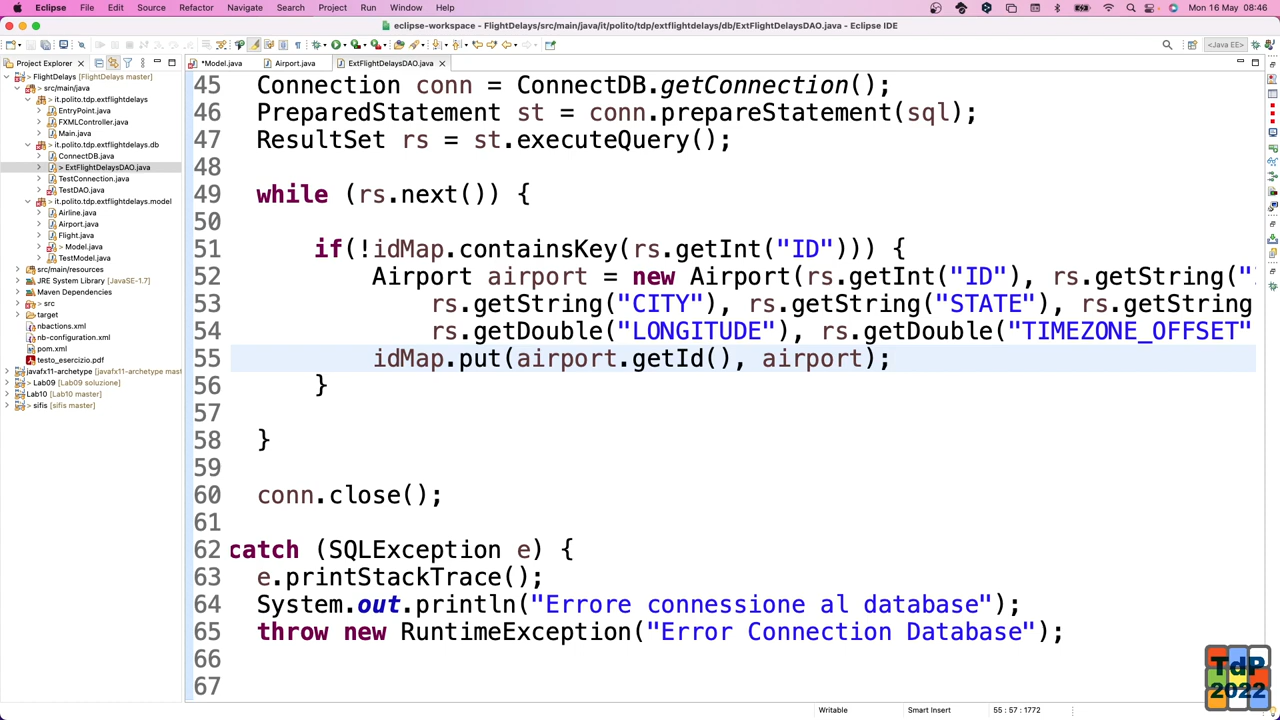 Eclipse File Edit Source Refactor Navigate Search Project Run Window Help Mon 16 May 08:46
eclipse-workspace - FlightDelays/src/main/java/it/polito/tdp/extflightdelays/db/ExtFlightDelaysDAO.java - Eclipse IDE
<Java EE>
Project Explorer
*Model.java Airport.java ExtFlightDelaysDAO.java
FlightDelays [FlightDelays master]
src/main/java
it.polito.tdp.extflightdelays
EntryPoint.java
FXMLController.java
Main.java
it.polito.tdp.extflightdelays.db
ConnectDB.java
> ExtFlightDelaysDAO.java
TestConnection.java
TestDAO.java
it.polito.tdp.extflightdelays.model
Airline.java
Airport.java
Flight.java
> Model.java
TestModel.java
src/main/resources
JRE System Library [JavaSE-1.7]
Maven Dependencies
> src
target
nbactions.xml
nb-configuration.xml
pom.xml
testo_esercizio.pdf
javafx11-archetype [javafx11-archetype mast
> Lab09 [Lab09 soluzione]
Lab10 [Lab10 master]
> sifis [sifis master]
45 Connection conn = ConnectDB.getConnection();
46 PreparedStatement st = conn.prepareStatement(sql);
47 ResultSet rs = st.executeQuery();
48
49 while (rs.next()) {
50
51 if(!idMap.containsKey(rs.getInt("ID"))) {
52 Airport airport = new Airport(rs.getInt("ID"), rs.getString("
53 rs.getString("CITY"), rs.getString("STATE"), rs.getString
54 rs.getDouble("LONGITUDE"), rs.getDouble("TIMEZONE_OFFSET"
55 idMap.put(airport.getId(), airport);
56 }
57
58 }
59
60 conn.close();
61
62 catch (SQLException e) {
63 e.printStackTrace();
64 System.out.println("Errore connessione al database");
65 throw new RuntimeException("Error Connection Database");
66
67
Writable Smart Insert 55 : 57 : 1772
TdP
2022